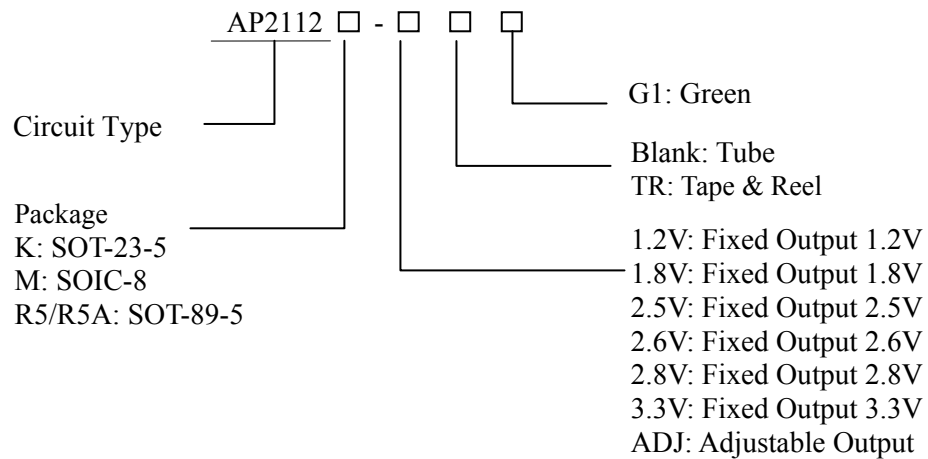 AP2112 □ - □ □ □
Circuit Type
Package
K: SOT-23-5
M: SOIC-8
R5/R5A: SOT-89-5
G1: Green
Blank: Tube
TR: Tape & Reel
1.2V: Fixed Output 1.2V
1.8V: Fixed Output 1.8V
2.5V: Fixed Output 2.5V
2.6V: Fixed Output 2.6V
2.8V: Fixed Output 2.8V
3.3V: Fixed Output 3.3V
ADJ: Adjustable Output